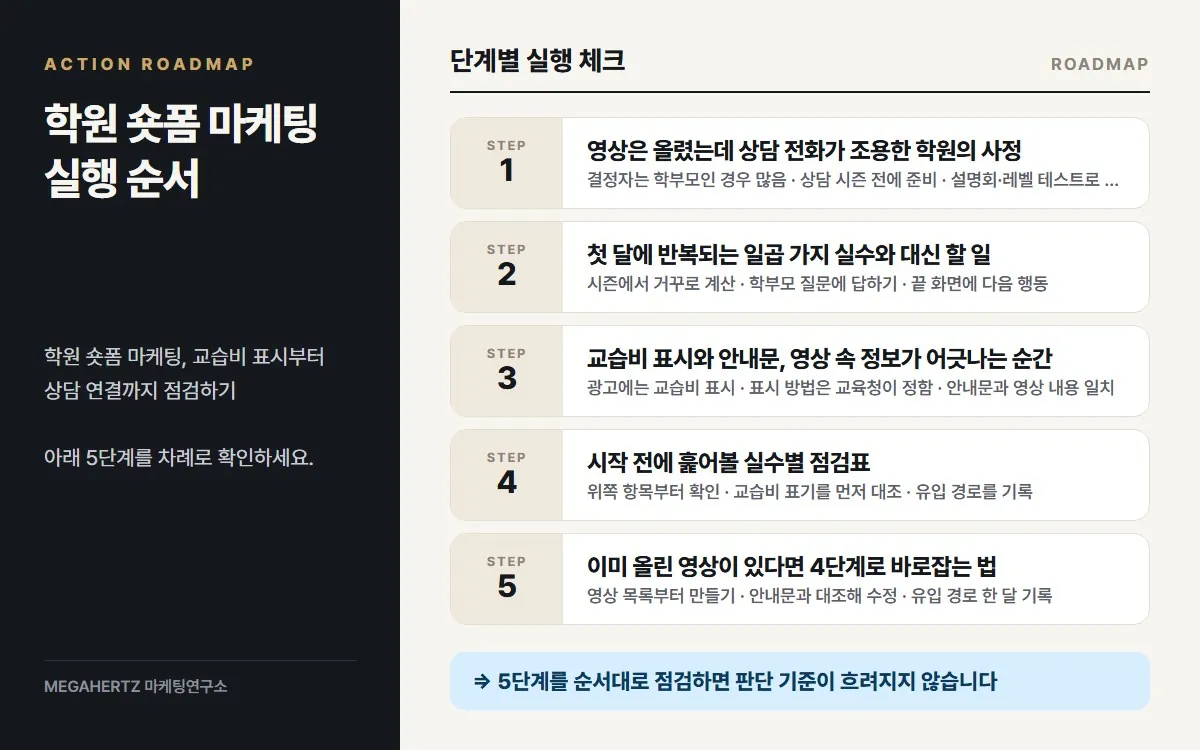 ACTION ROADMAP
학원 숏폼 마케팅
실행 순서
학원 숏폼 마케팅, 교습비 표시부터
상담 연결까지 점검하기
아래 5단계를 차례로 확인하세요.
MEGAHERTZ 마케팅연구소
단계별 실행 체크
ROADMAP
STEP
1
영상은 올렸는데 상담 전화가 조용한 학원의 사정
결정자는 학부모인 경우 많음 · 상담 시즌 전에 준비 · 설명회·레벨 테스트로 ...
STEP
2
첫 달에 반복되는 일곱 가지 실수와 대신 할 일
시즌에서 거꾸로 계산 · 학부모 질문에 답하기 · 끝 화면에 다음 행동
STEP
3
교습비 표시와 안내문, 영상 속 정보가 어긋나는 순간
광고에는 교습비 표시 · 표시 방법은 교육청이 정함 · 안내문과 영상 내용 일치
STEP
4
시작 전에 훑어볼 실수별 점검표
위쪽 항목부터 확인 · 교습비 표기를 먼저 대조 · 유입 경로를 기록
STEP
5
이미 올린 영상이 있다면 4단계로 바로잡는 법
영상 목록부터 만들기 · 안내문과 대조해 수정 · 유입 경로 한 달 기록
→ 5단계를 순서대로 점검하면 판단 기준이 흐려지지 않습니다